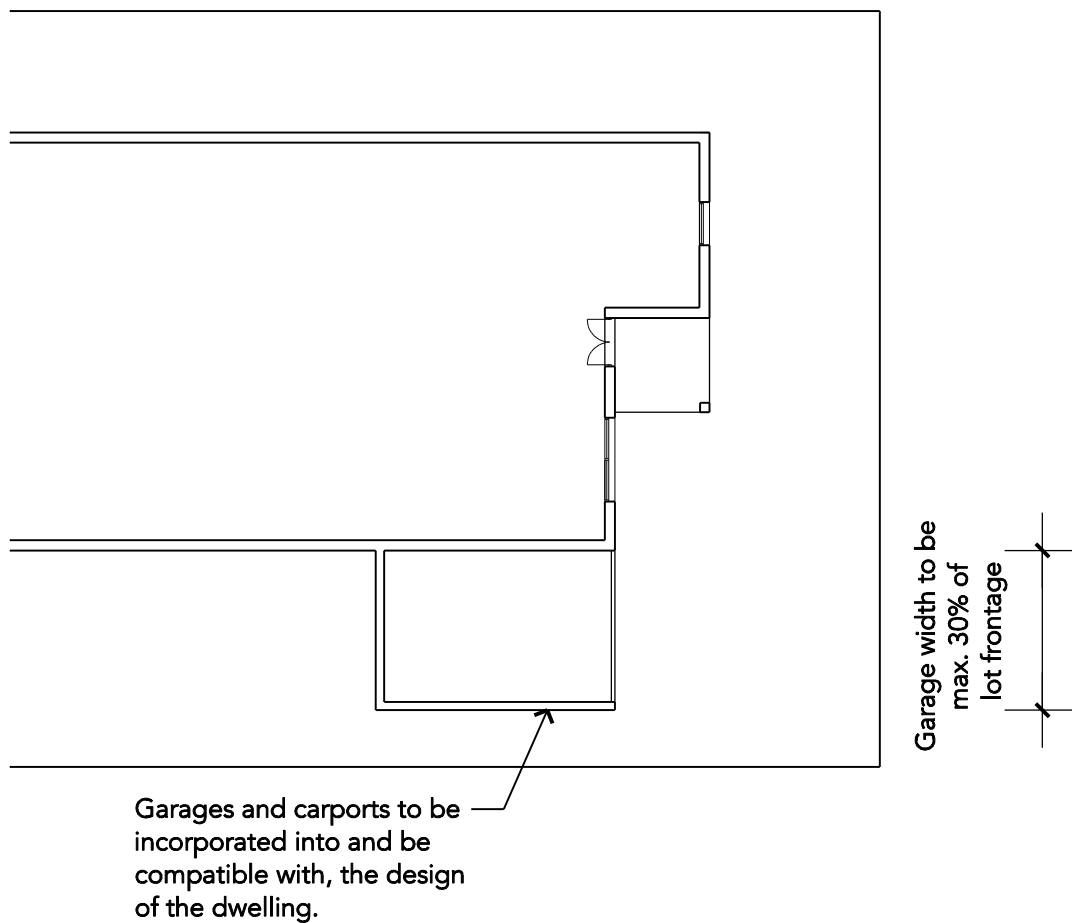 Garage width to be
max. 30% of
lot frontage
Garages and carports to be
incorporated into and be
compatible with, the design
of the dwelling.